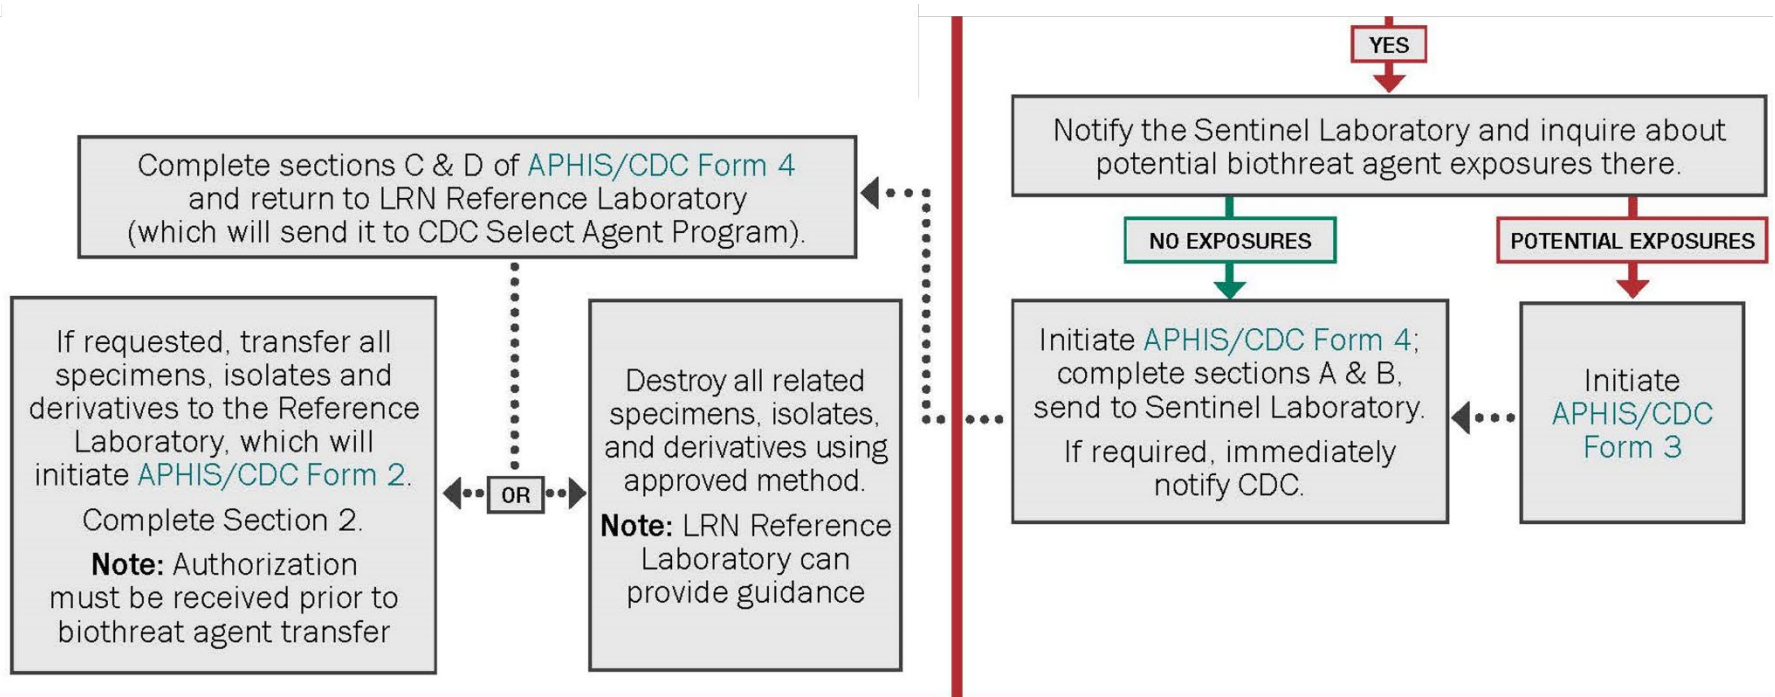 YES
Notify the Sentinel Laboratory and inquire about
potential biothreat agent exposures there.
NO EXPOSURES
POTENTIAL EXPOSURES
Initiate APHIS/CDC Form 4;
complete sections A & B,
send to Sentinel Laboratory.
If required, immediately
notify CDC.
Initiate
APHIS/CDC
Form 3
Complete sections C & D of APHIS/CDC Form 4
and return to LRN Reference Laboratory
(which will send it to CDC Select Agent Program).
OR
If requested, transfer all
specimens, isolates and
derivatives to the Reference
Laboratory, which will
initiate APHIS/CDC Form 2.
Complete Section 2.
Note: Authorization
must be received prior to
biothreat agent transfer
Destroy all related
specimens, isolates,
and derivatives using
approved method.
Note: LRN Reference
Laboratory can
provide guidance